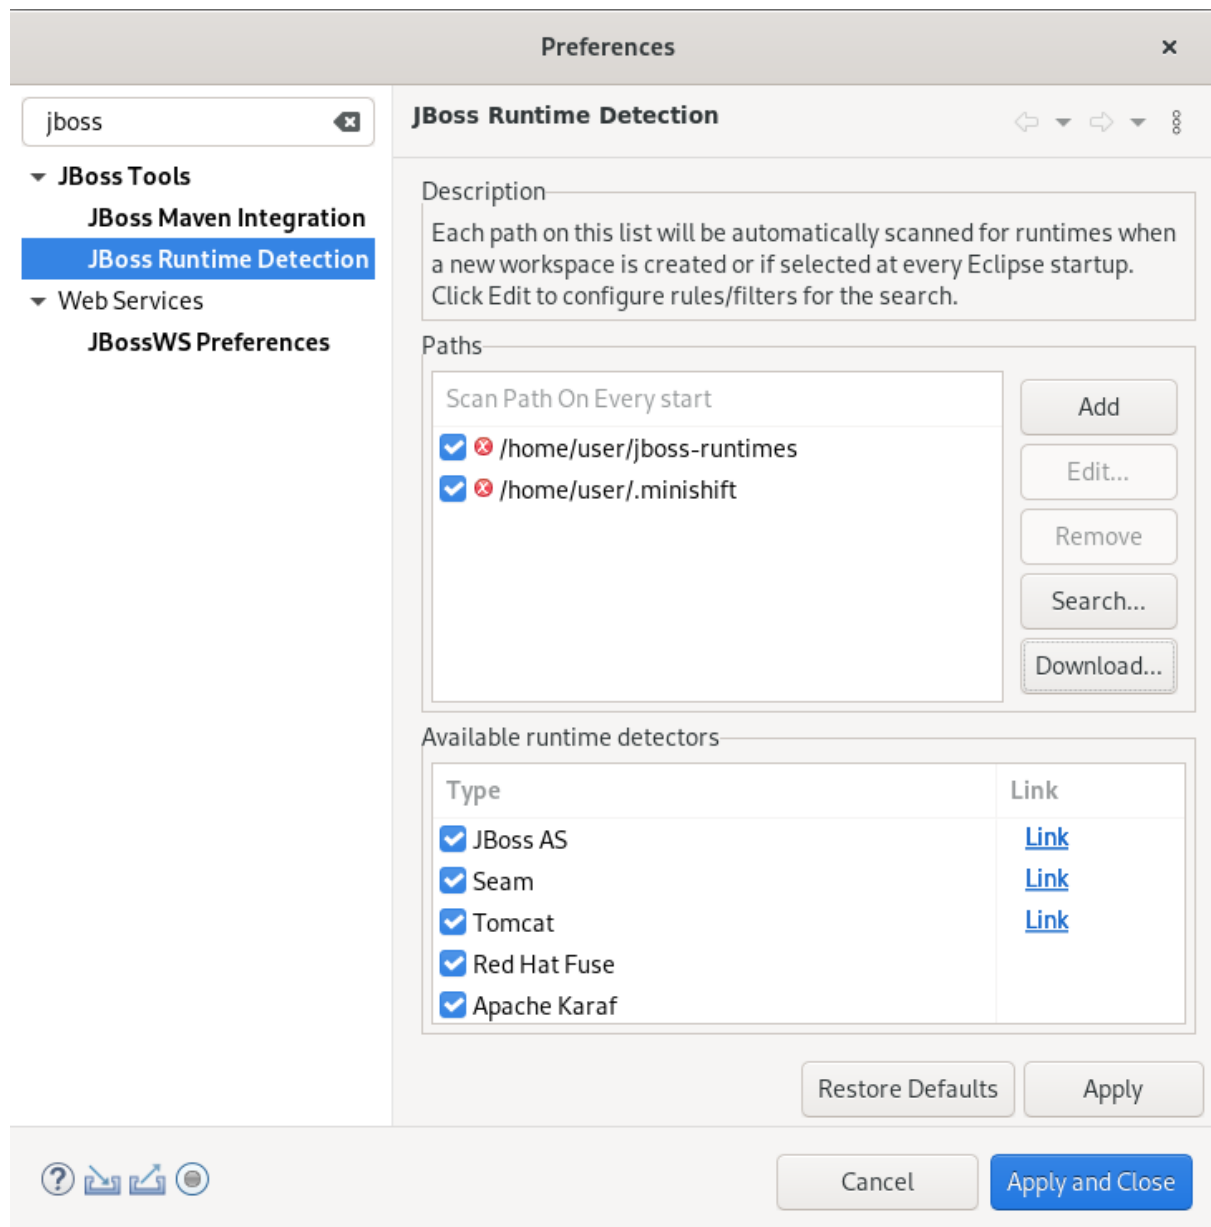 Preferences
jboss
JBoss Tools
JBoss Maven Integration
JBoss Runtime Detection
Web Services
JBossWS Preferences
JBoss Runtime Detection
Description
Each path on this list will be automatically scanned for runtimes when
a new workspace is created or if selected at every Eclipse startup.
Click Edit to configure rules/filters for the search.
Paths
Scan Path On Every start
/home/user/jboss-runtimes
/home/user/.minishift
Add
Edit...
Remove
Search...
Download...
Available runtime detectors
Type Link
JBoss AS Link
Seam Link
Tomcat Link
Red Hat Fuse
Apache Karaf
Restore Defaults Apply
Cancel Apply and Close